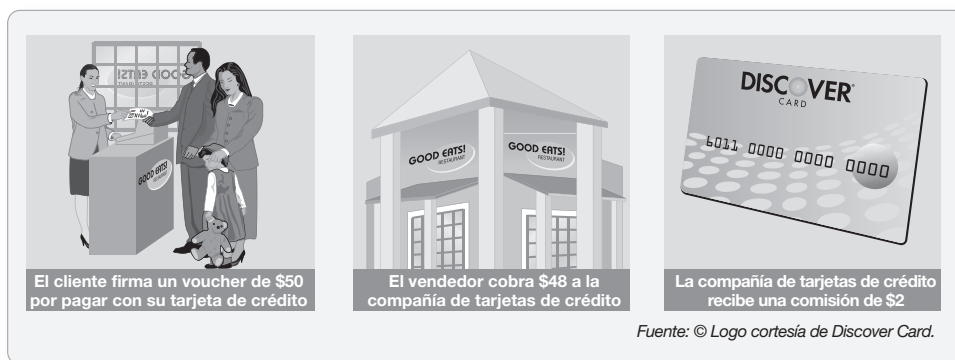 GOOD EATS!
RESTAURANT
GOOD EATS!
RESTAURANT
GOOD EATS!
RESTAURANT
GOOD EATS!
RESTAURANT
DISCOVER®
CARD
6011 0000 0000 0000
El cliente firma un voucher de $50
por pagar con su tarjeta de crédito
El vendedor cobra $48 a la
compañía de tarjetas de crédito
La compañía de tarjetas de crédito
recibe una comisión de $2
Fuente: © Logo cortesía de Discover Card.